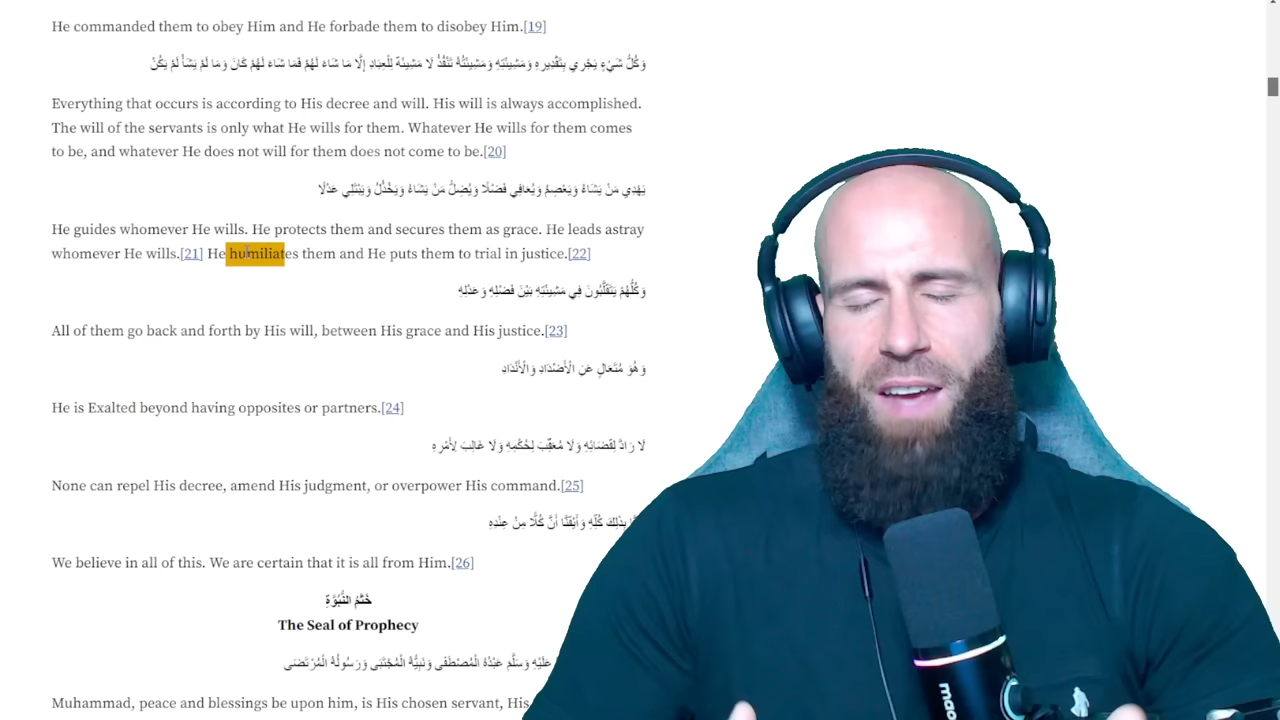 He commanded them to obey Him and He forbade them to disobey Him.[19]
وَكُلُّ شَيْءٍ يَجْرِي بِتَقْدِيرِهِ وَمَشِيئَتِهِ وَمَشِيئَتُهُ تَنْفُذُ لَا مَشِيئَةَ لِلْعِبَادِ إِلَّا مَا شَاءَ لَهُمْ فَمَا شَاءَ لَهُمْ كَانَ وَمَا لَمْ يَشَأْ لَمْ يَكُنْ
Everything that occurs is according to His decree and will. His will is always accomplished.
The will of the servants is only what He wills for them. Whatever He wills for them comes
to be, and whatever He does not will for them does not come to be.[20]
يَهْدِي مَنْ يَشَاءُ وَيَعْصِمُ وَيُعَافِي فَضْلًا وَيُضِلُّ مَنْ يَشَاءُ وَيَخْذُلُ وَيَبْتَلِي عَدْلًا
He guides whomever He wills. He protects them and secures them as grace. He leads astray
whomever He wills.[21] He humiliates them and He puts them to trial in justice.[22]
وَكُلُّهُمْ يَتَقَلَّبُونَ فِي مَشِيئَتِهِ بَيْنَ فَضْلِهِ وَعَدْلِهِ
All of them go back and forth by His will, between His grace and His justice.[23]
وَهُوَ مُتَعَالٍ عَنِ الْأَضْدَادِ وَالْأَنْدَادِ
He is Exalted beyond having opposites or partners.[24]
لَا رَادَّ لِقَضَائِهِ وَلَا مُعَقِّبَ لِحُكْمِهِ وَلَا غَالِبَ لِأَمْرِهِ
None can repel His decree, amend His judgment, or overpower His command.[25]
بِذَلِكَ كُلِّهِ وَأَيْقَنَّا أَنَّ كُلًّا مِنْ عِنْدِهِ
We believe in all of this. We are certain that it is all from Him.[26]
خَتْمُ النُّبُوَّةِ
The Seal of Prophecy
عَلَيْهِ وَسَلَّمَ عَبْدُهُ الْمُصْطَفَى وَنَبِيُّهُ الْمُجْتَبَى وَرَسُولُهُ الْمُرْتَضَى
Muhammad, peace and blessings be upon him, is His chosen servant, His
mao